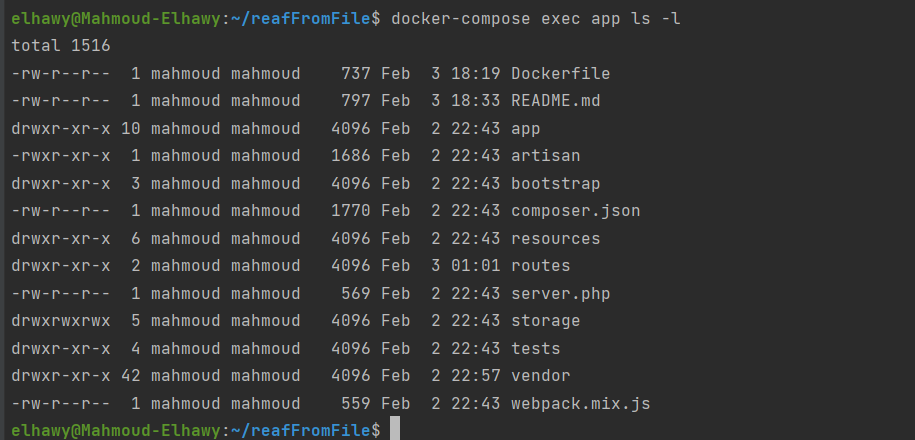 elhawy@Mahmoud-Elhawy:~/reafFromFile$ docker-compose exec app ls -l
total 1516
-rw-r--r--  1 mahmoud mahmoud    737 Feb  3 18:19 Dockerfile
-rw-r--r--  1 mahmoud mahmoud    797 Feb  3 18:33 README.md
drwxr-xr-x 10 mahmoud mahmoud   4096 Feb  2 22:43 app
-rwxr-xr-x  1 mahmoud mahmoud   1686 Feb  2 22:43 artisan
drwxr-xr-x  3 mahmoud mahmoud   4096 Feb  2 22:43 bootstrap
-rw-r--r--  1 mahmoud mahmoud   1770 Feb  2 22:43 composer.json
drwxr-xr-x  6 mahmoud mahmoud   4096 Feb  2 22:43 resources
drwxr-xr-x  2 mahmoud mahmoud   4096 Feb  3 01:01 routes
-rw-r--r--  1 mahmoud mahmoud    569 Feb  2 22:43 server.php
drwxrwxrwx  5 mahmoud mahmoud   4096 Feb  2 22:43 storage
drwxr-xr-x  4 mahmoud mahmoud   4096 Feb  2 22:43 tests
drwxr-xr-x 42 mahmoud mahmoud   4096 Feb  2 22:57 vendor
-rw-r--r--  1 mahmoud mahmoud    559 Feb  2 22:43 webpack.mix.js
elhawy@Mahmoud-Elhawy:~/reafFromFile$